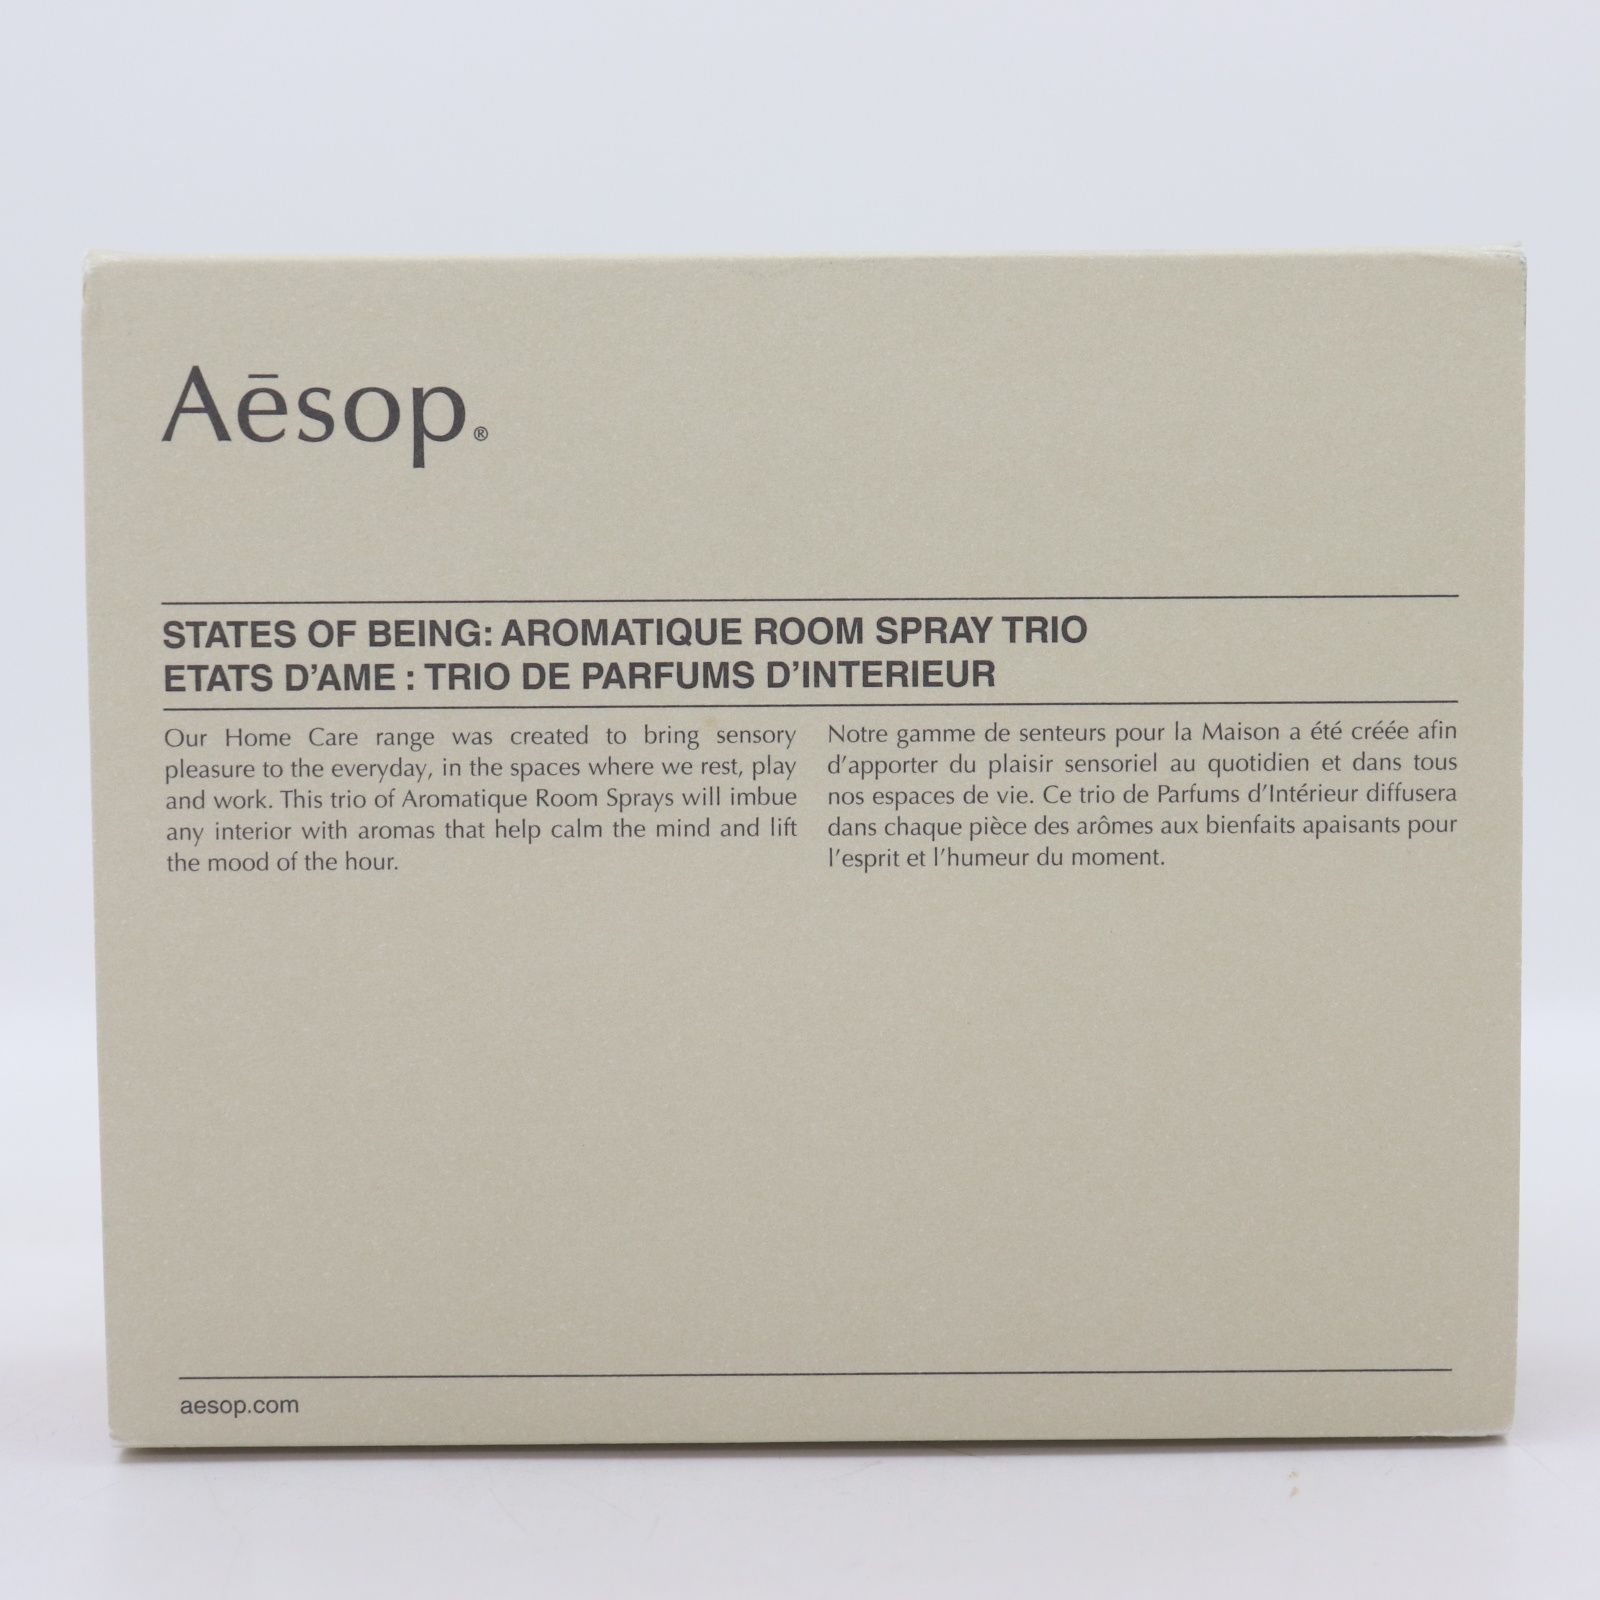 Aēsop®
STATES OF BEING: AROMATIQUE ROOM SPRAY TRIO
ETATS D’AME : TRIO DE PARFUMS D’INTERIEUR
Our Home Care range was created to bring sensory
pleasure to the everyday, in the spaces where we rest, play
and work. This trio of Aromatique Room Sprays will imbue
any interior with aromas that help calm the mind and lift
the mood of the hour.
Notre gamme de senteurs pour la Maison a été créée afin
d’apporter du plaisir sensoriel au quotidien et dans tous
nos espaces de vie. Ce trio de Parfums d’Intérieur diffusera
dans chaque pièce des arômes aux bienfaits apaisants pour
l’esprit et l’humeur du moment.
aesop.com